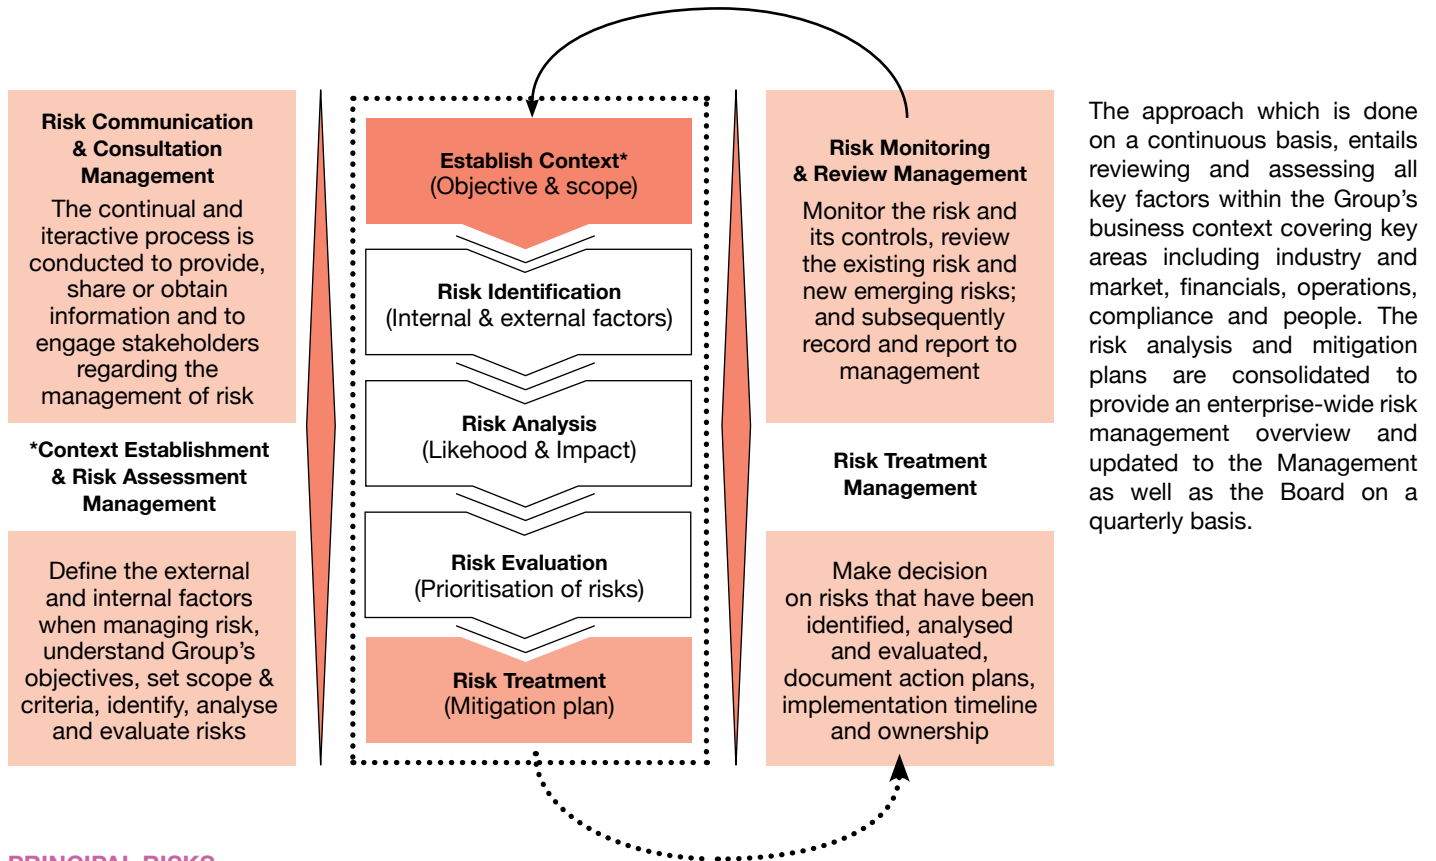 Risk Communication
& Consultation
Management
The continual and
iteractive process is
conducted to provide,
share or obtain
information and to
engage stakeholders
regarding the
management of risk
*Context Establishment
& Risk Assessment
Management
Define the external
and internal factors
when managing risk,
understand Group’s
objectives, set scope &
criteria, identify, analyse
and evaluate risks
Establish Context*
(Objective & scope)
Risk Identification
(Internal & external factors)
Risk Analysis
(Likehood & Impact)
Risk Evaluation
(Prioritisation of risks)
Risk Treatment
(Mitigation plan)
Risk Monitoring
& Review Management
Monitor the risk and
its controls, review
the existing risk and
new emerging risks;
and subsequently
record and report to
management
Risk Treatment
Management
Make decision
on risks that have been
identified, analysed
and evaluated,
document action plans,
implementation timeline
and ownership
The approach which is done
on a continuous basis, entails
reviewing and assessing all
key factors within the Group’s
business context covering key
areas including industry and
market, financials, operations,
compliance and people. The
risk analysis and mitigation
plans are consolidated to
provide an enterprise-wide risk
management overview and
updated to the Management
as well as the Board on a
quarterly basis.
PRINCIPAL RISKS